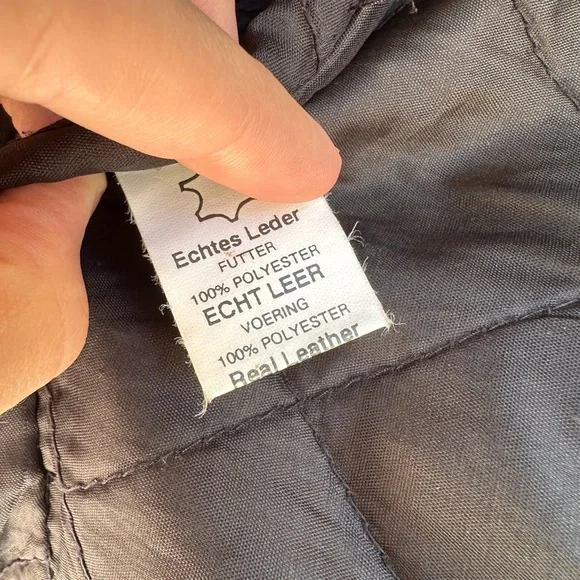 Echtes Leder
FUTTER
100% POLYESTER
ECHT LEER
VOERING
100% POLYESTER
Real Leather